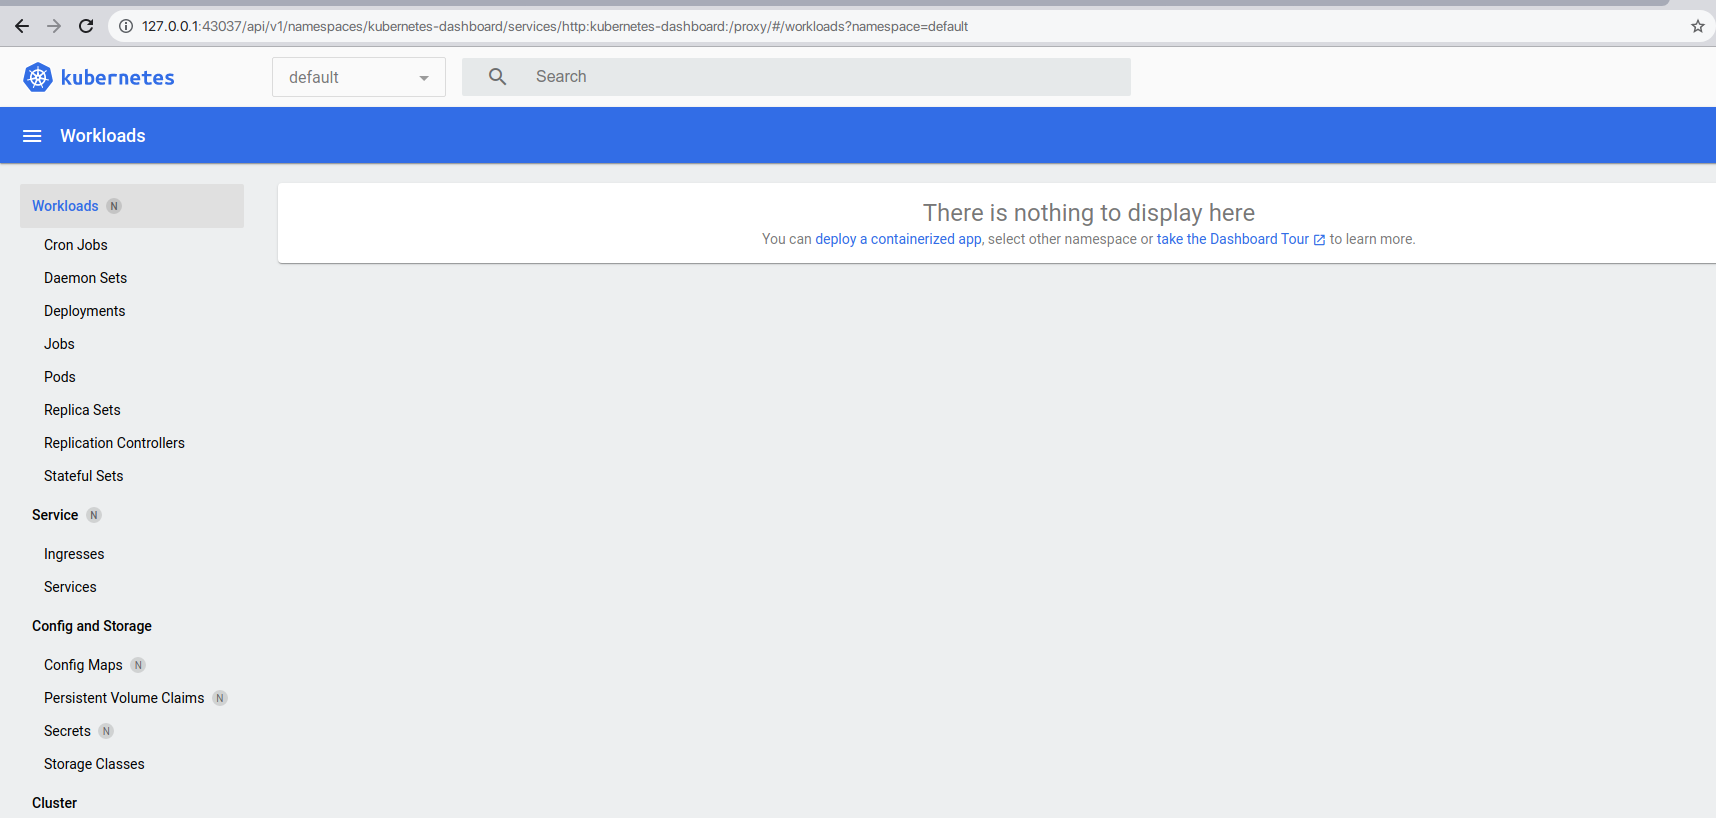 127.0.0.1:43037/api/v1/namespaces/kubernetes-dashboard/services/http:kubernetes-dashboard:/proxy/#/workloads?namespace=default
kubernetes
default
Search
Workloads
Workloads N
Cron Jobs
Daemon Sets
Deployments
Jobs
Pods
Replica Sets
Replication Controllers
Stateful Sets
Service N
Ingresses
Services
Config and Storage
Config Maps N
Persistent Volume Claims N
Secrets N
Storage Classes
Cluster
There is nothing to display here
You can deploy a containerized app, select other namespace or take the Dashboard Tour to learn more.